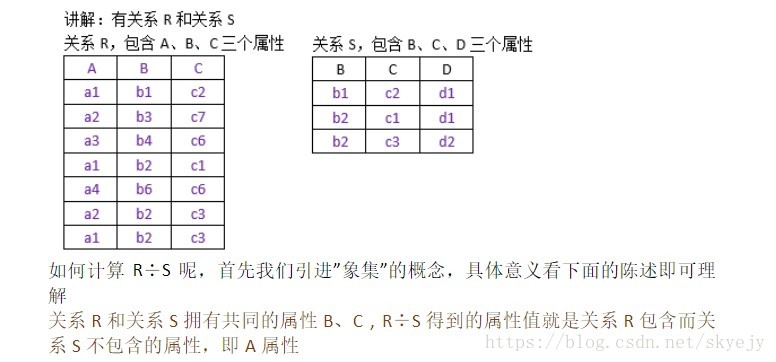 讲解：有关系 R 和关系 S
关系 R，包含 A、B、C 三个属性
关系 S，包含 B、C、D 三个属性
A B C
a1 b1 c2
a2 b3 c7
a3 b4 c6
a1 b2 c1
a4 b6 c6
a2 b2 c3
a1 b2 c3
B C D
b1 c2 d1
b2 c1 d1
b2 c3 d2
如何计算 R÷S 呢，首先我们引进”象集”的概念，具体意义看下面的陈述即可理
解
关系 R 和关系 S 拥有共同的属性 B、C , R÷S 得到的属性值就是关系 R 包含而关
系 S 不包含的属性，即 A 属性
https://blog.csdn.net/skyejy